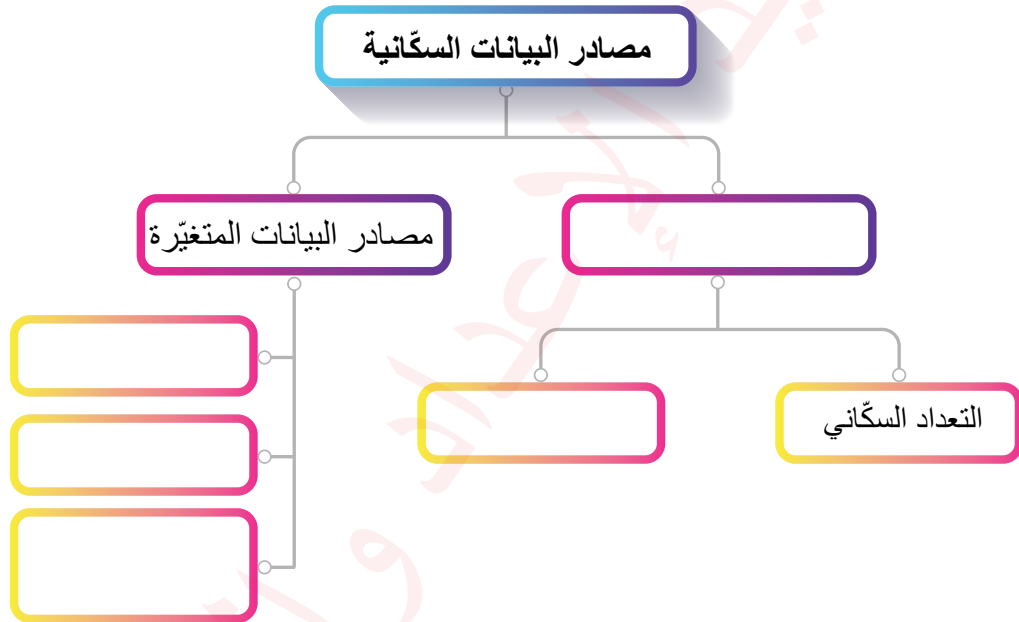 مصادر البيانات السكّانية
مصادر البيانات المتغيّرة
التعداد السكّاني